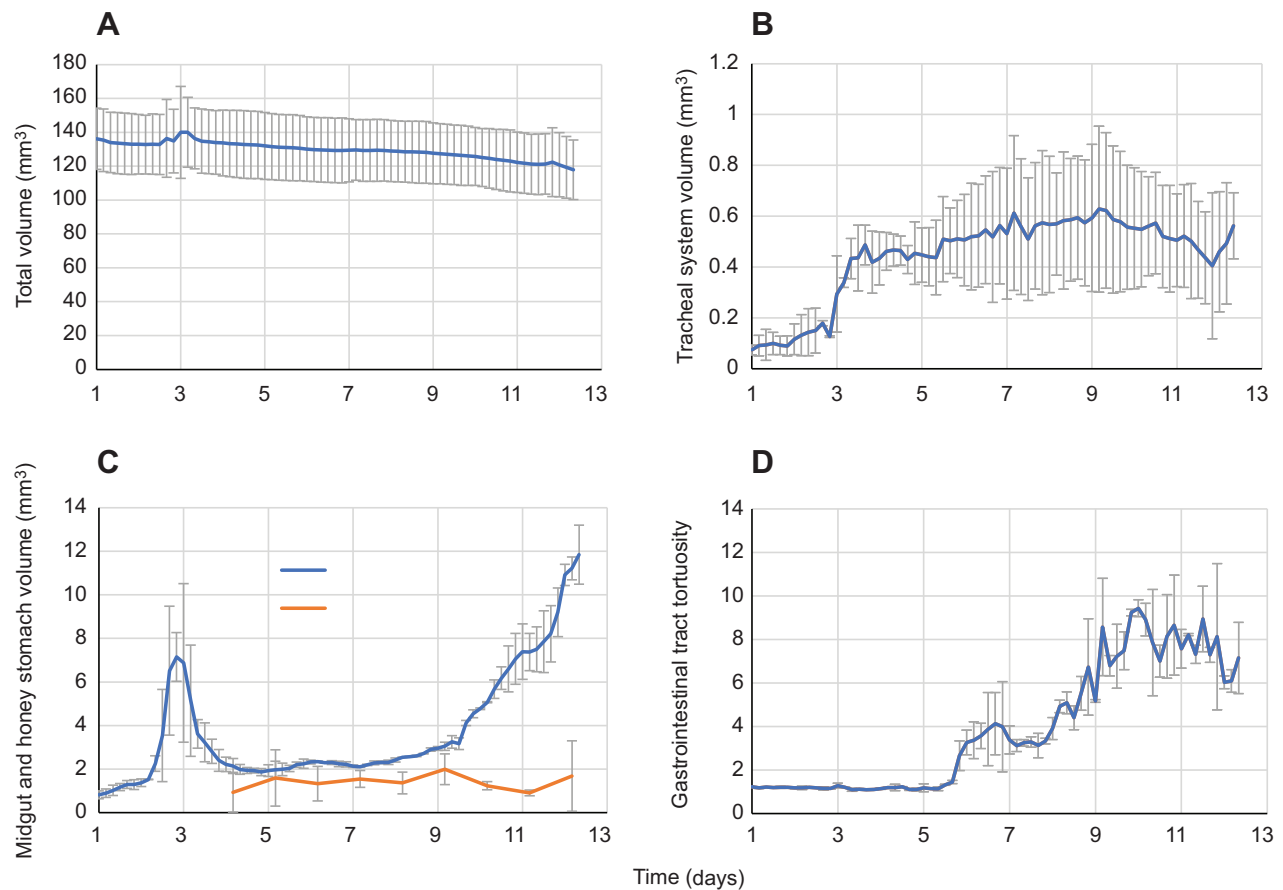 A
Total volume (mm³)
180
160
140
120
100
80
60
40
20
0
1 3 5 7 9 11 13
B
Tracheal system volume (mm³)
1.2
1
0.8
0.6
0.4
0.2
0
1 3 5 7 9 11 13
C
Midgut and honey stomach volume (mm³)
14
12
10
8
6
4
2
0
1 3 5 7 9 11 13
D
Gastrointestinal tract tortuosity
14
12
10
8
6
4
2
0
1 3 5 7 9 11 13
Time (days)